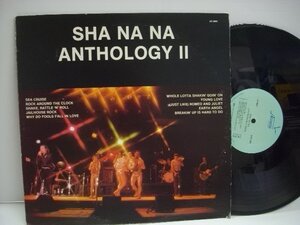 SHA NA NA
ANTHOLOGY II
SEA CRUISE
ROCK AROUND THE CLOCK
SHAKE, RATTLE 'N' ROLL
JAILHOUSE ROCK
WHY DO FOOLS FALL IN LOVE
WHOLE LOTTA SHAKIN' GOIN' ON
YOUNG LOVE
(JUST LIKE) ROMEO AND JULIET
EARTH ANGEL
BREAKIN' UP IS HARD TO DO